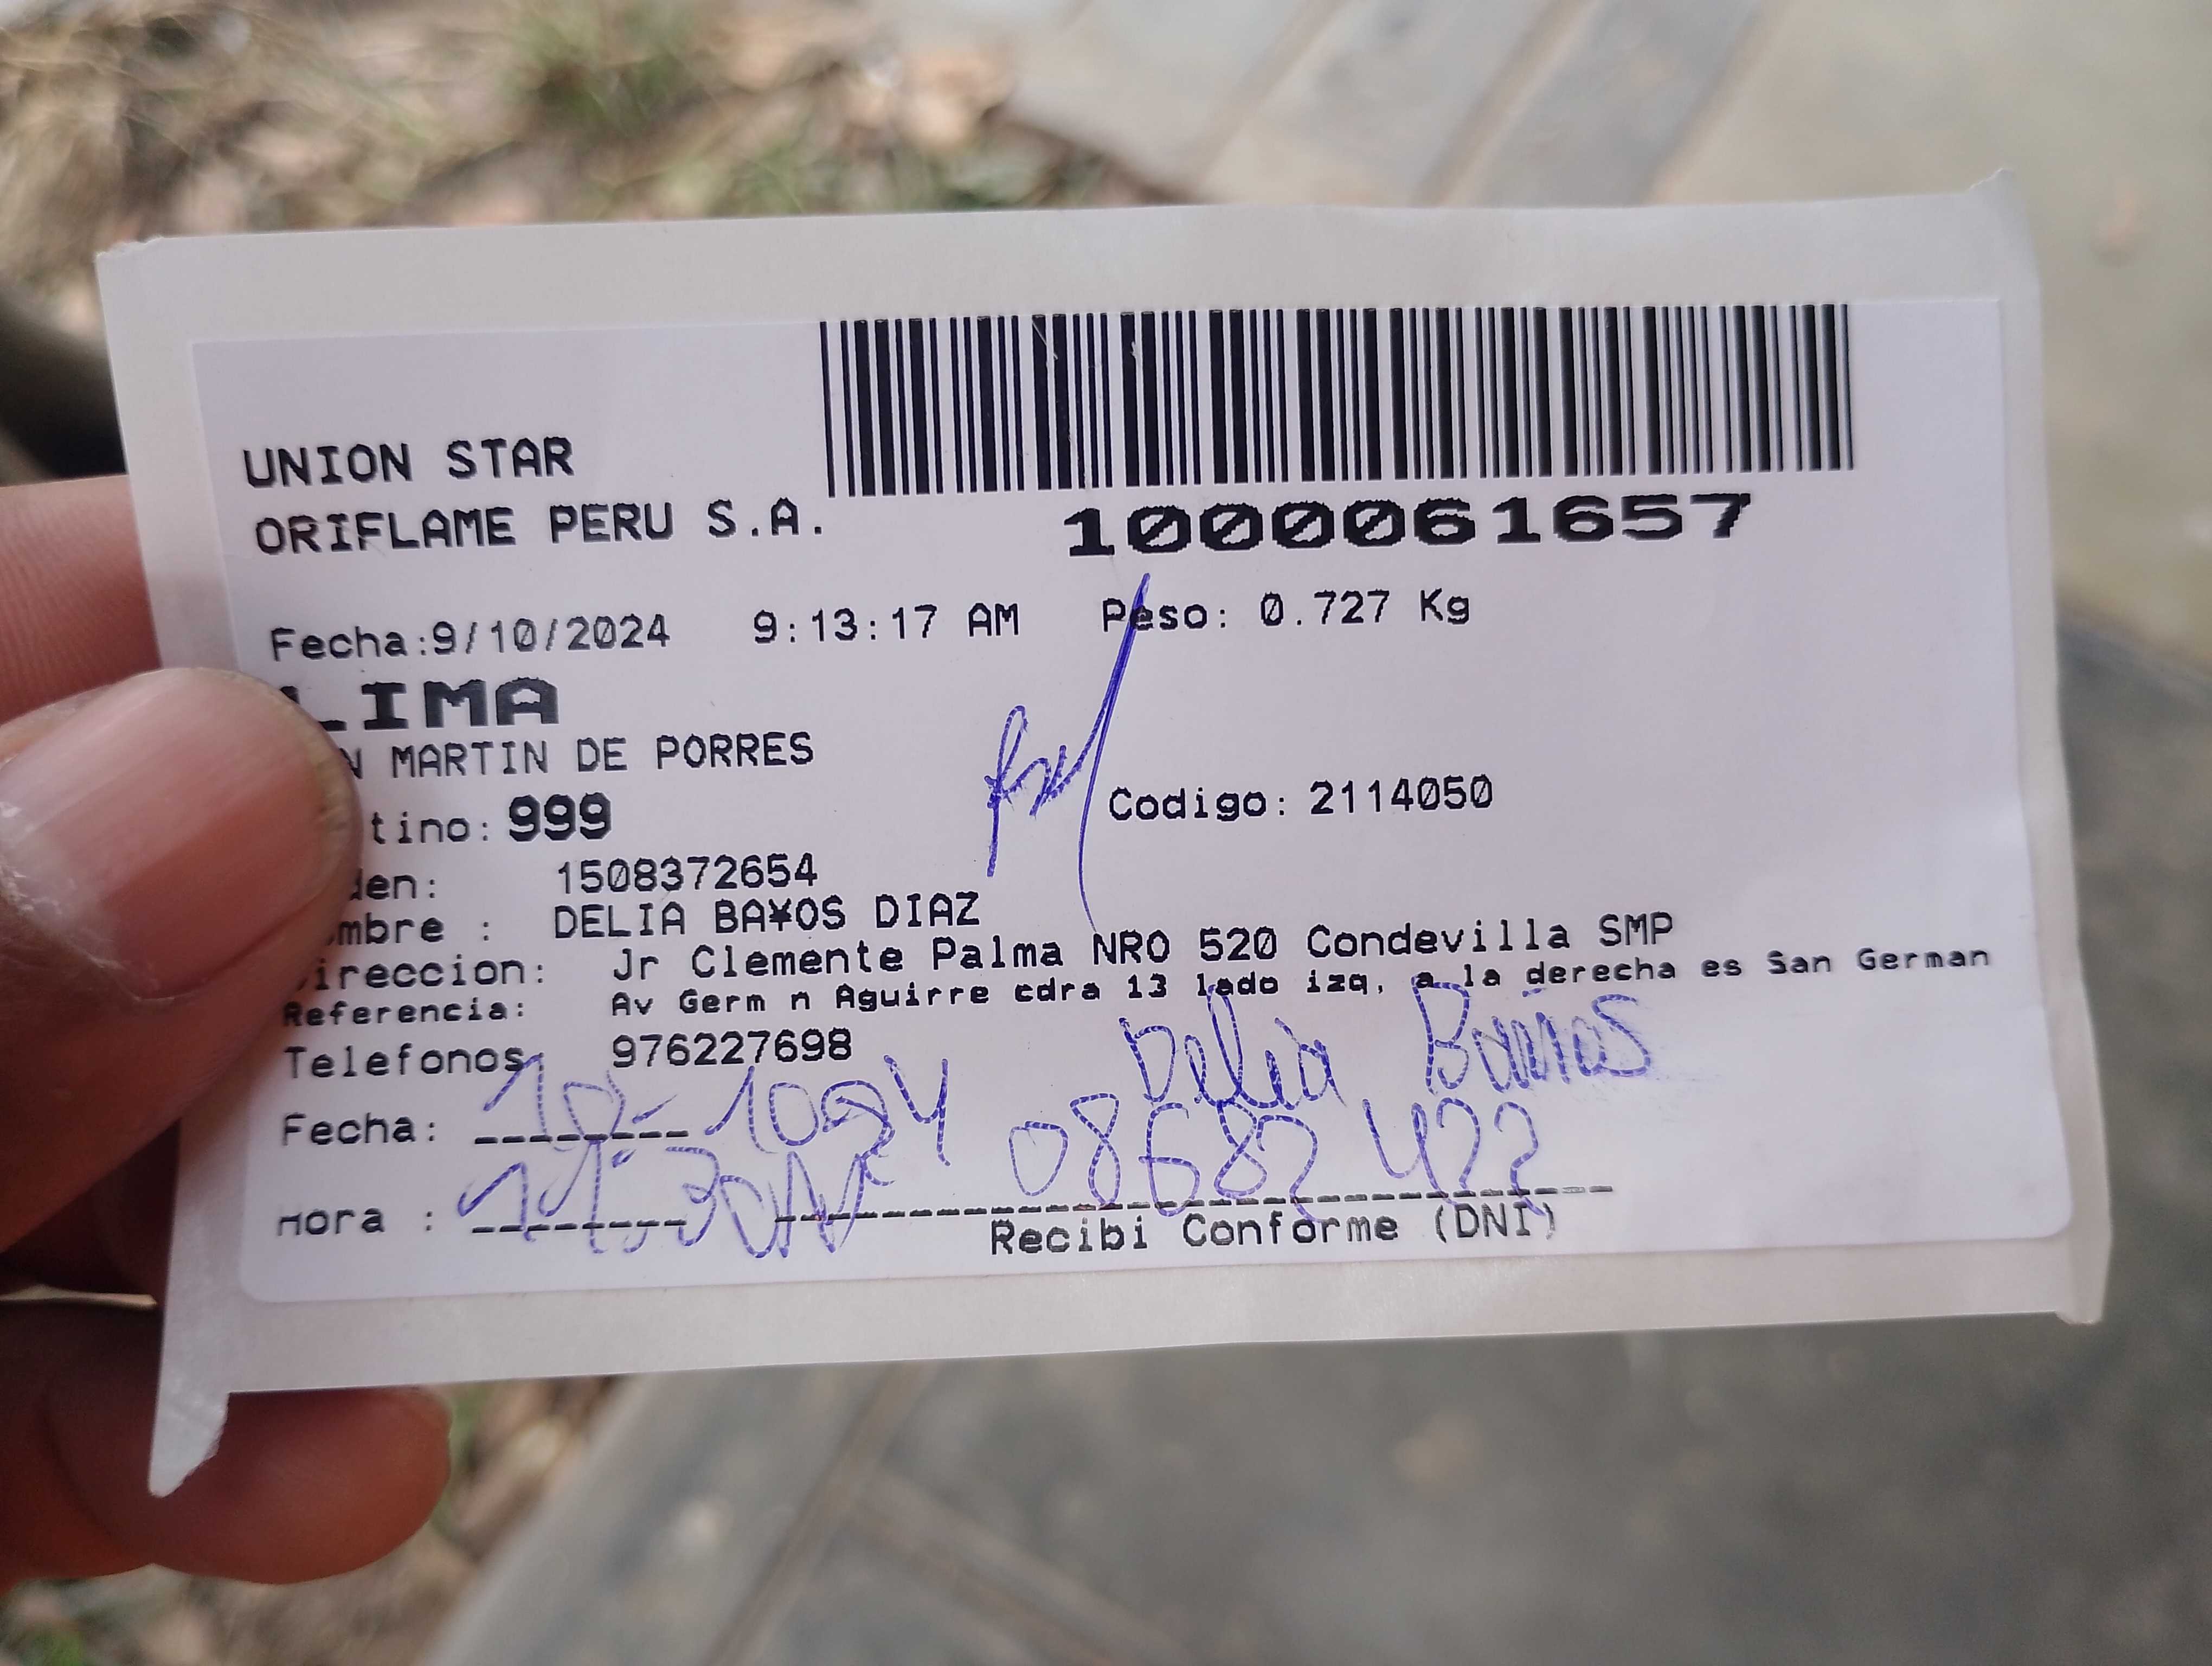 UNION STAR
ORIFLAME PERU S.A.
1000061657
Fecha:9/10/2024 9:13:17 AM Peso: 0.727 Kg
LIMA
N MARTIN DE PORRES
tino: 999 Codigo: 2114050
den: 1508372654
mbre : DELIA BA¥OS DIAZ
ireccion: Jr Clemente Palma NRO 520 Condevilla SMP
Referencia: Av Germ n Aguirre cdra 13 lado izq, a la derecha es San German
Telefonos: 976227698
Delia Baños
Fecha:
Hora :
Recibi Conforme (DNI)